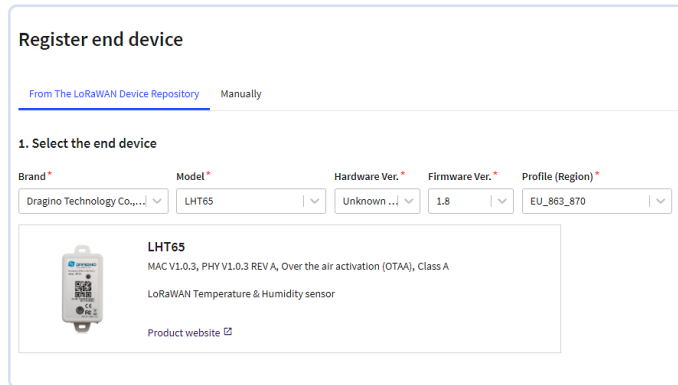 Register end device
From The LoRaWAN Device Repository Manually
1. Select the end device
Brand * Model * Hardware Ver. * Firmware Ver. * Profile (Region) *
Dragino Technology Co.,... LHT65 Unknown ... 1.8 EU_863_870
LHT65
MAC V1.0.3, PHY V1.0.3 REV A, Over the air activation (OTAA), Class A
LoRaWAN Temperature & Humidity sensor
Product website